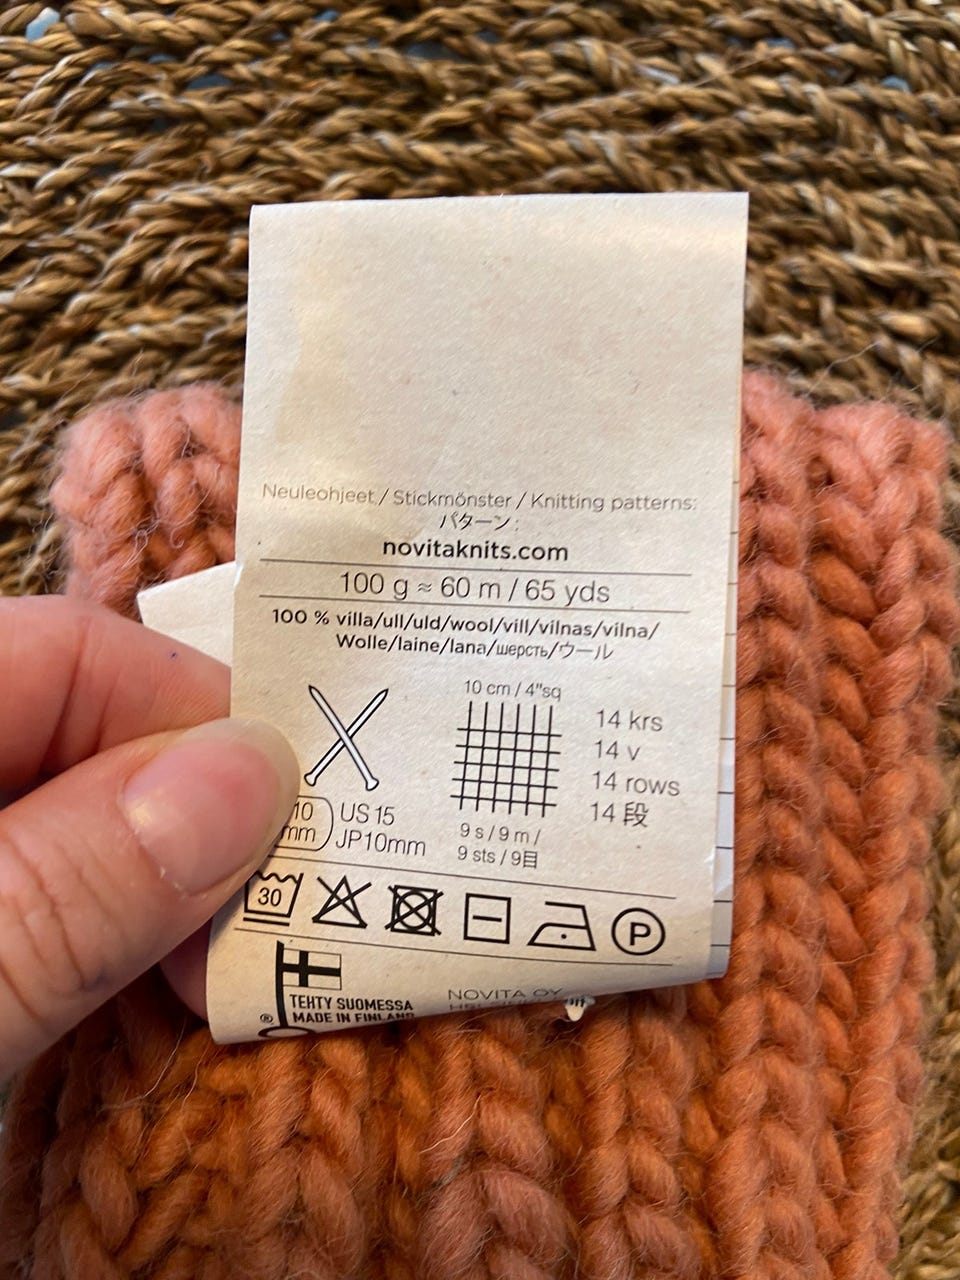 Neuleohjeet / Stickmönster / Knitting patterns:
パターン:
novitaknits.com
100 g ≈ 60 m / 65 yds
100 % villa/ull/uld/wool/vill/vilnas/vilna/
Wolle/laine/lana/шерсть/ウール
10 cm / 4"sq
14 krs
14 v
14 rows
14 段
10 mm
US 15
JP10mm
9 s / 9 m /
9 sts / 9目
30
P
TEHTY SUOMESSA
® MADE IN FINLAND
NOVITA OY